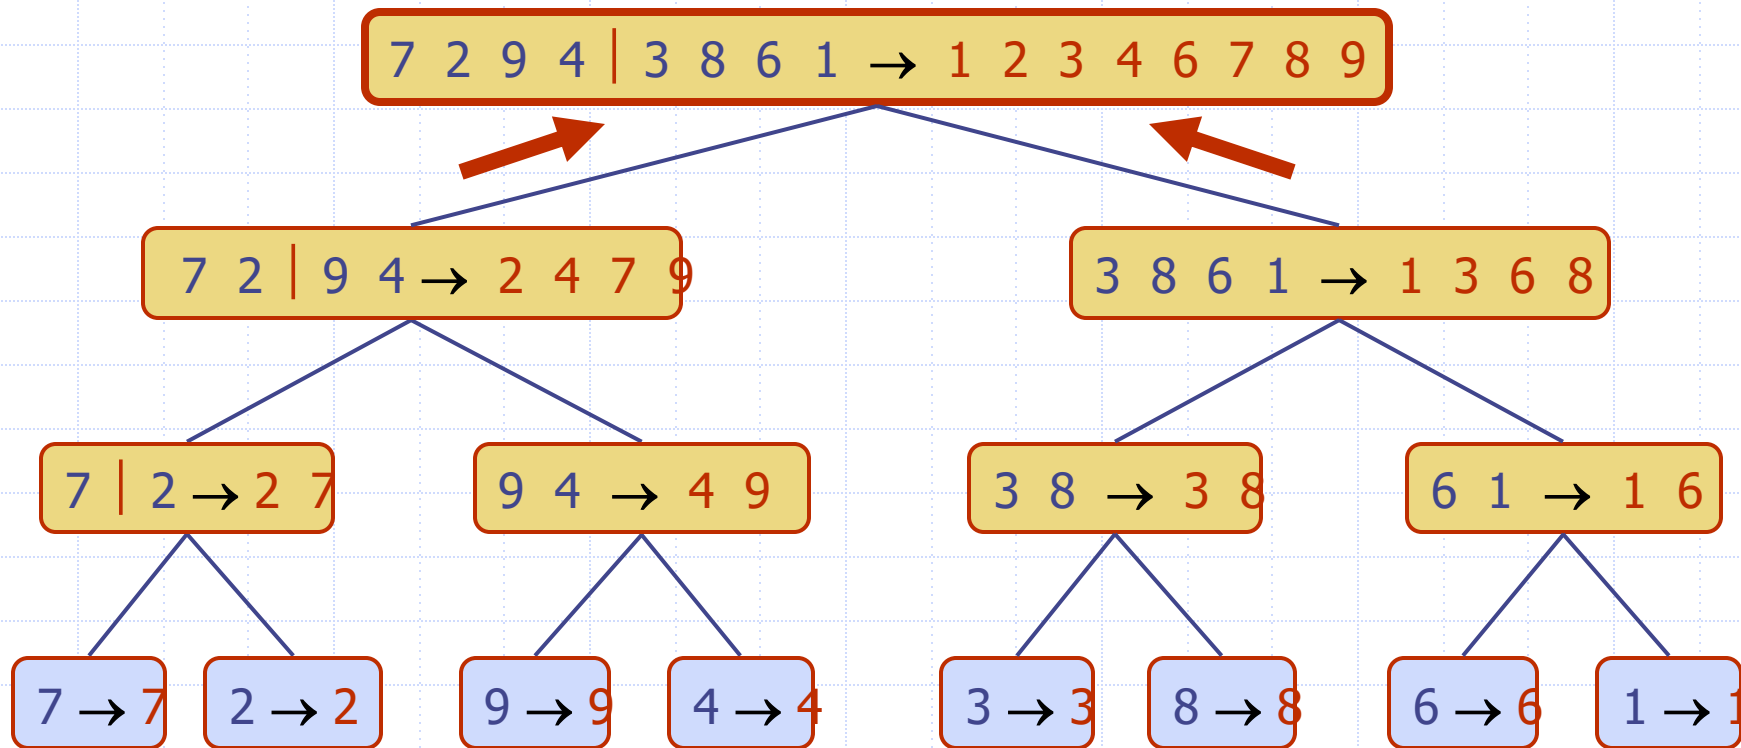 7 2 9 4 | 3 8 6 1 → 1 2 3 4 6 7 8 9
7 2 | 9 4 → 2 4 7 9
3 8 6 1 → 1 3 6 8
7 | 2 → 2 7
9 4 → 4 9
3 8 → 3 8
6 1 → 1 6
7 → 7
2 → 2
9 → 9
4 → 4
3 → 3
8 → 8
6 → 6
1 → 1